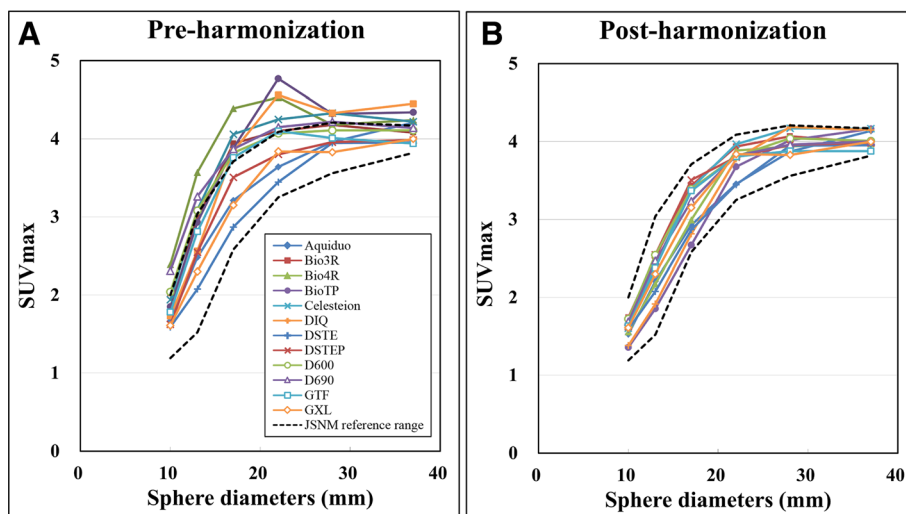 A
Pre-harmonization
5
4
3
2
1
0
SUVmax
Aquiduo
Bio3R
Bio4R
BioTP
Celesteion
DIQ
DSTE
DSTEP
D600
D690
GTF
GXL
JSNM reference range
0 10 20 30 40
Sphere diameters (mm)
B
Post-harmonization
5
4
3
2
1
0
SUVmax
0 10 20 30 40
Sphere diameters (mm)